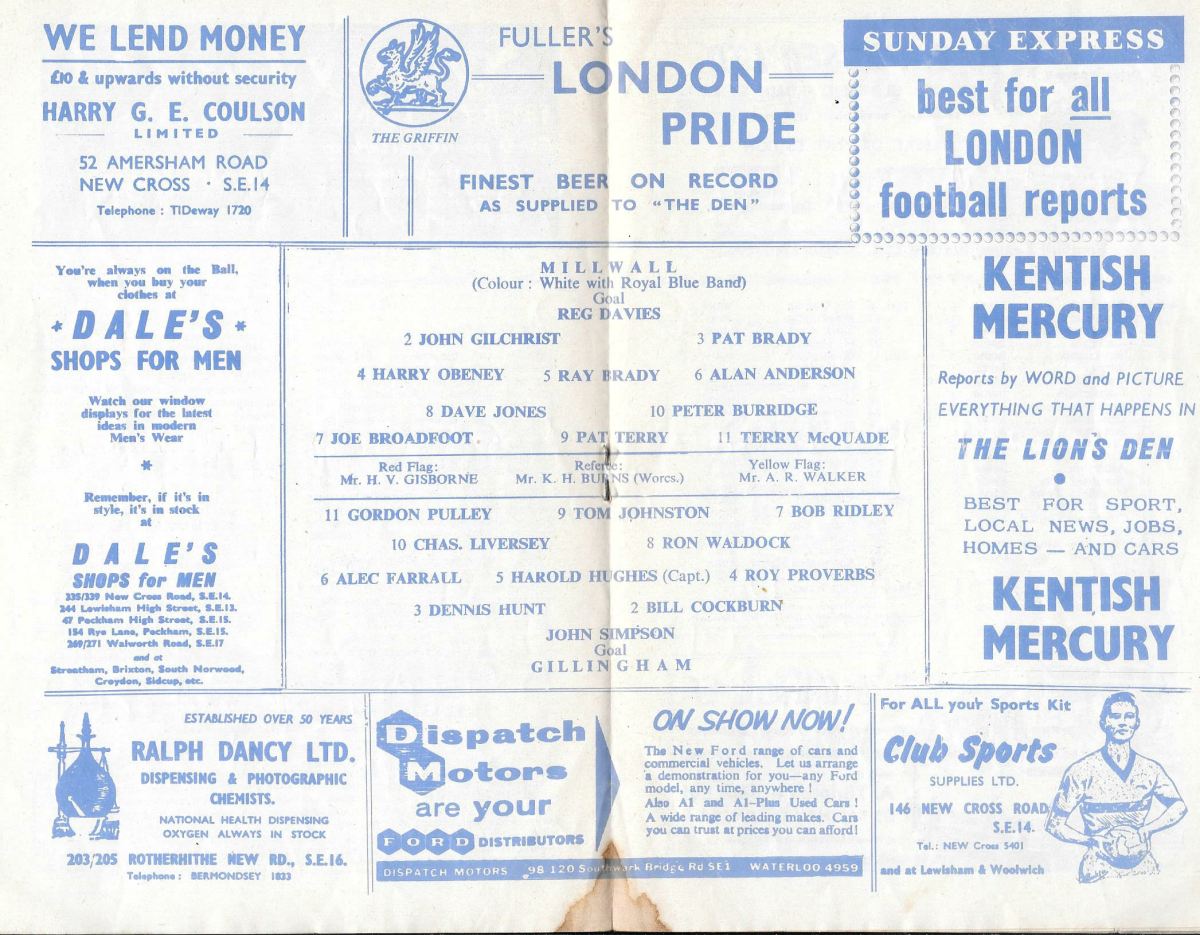 WE LEND MONEY
£10 & upwards without security
HARRY G. E. COULSON
LIMITED
52 AMERSHAM ROAD
NEW CROSS · S.E.14
Telephone : TIDeway 1720
THE GRIFFIN
FULLER'S
LONDON
PRIDE
FINEST BEER ON RECORD
AS SUPPLIED TO "THE DEN"
SUNDAY EXPRESS
best for all
LONDON
football reports
You're always on the Ball,
when you buy your
clothes at
* DALE'S *
SHOPS FOR MEN
Watch our window
displays for the latest
ideas in modern
Men's Wear
*
Remember, if it's in
style, it's in stock
at
DALE'S
SHOPS for MEN
335/339 New Cross Road, S.E.14.
244 Lewisham High Street, S.E.13.
47 Peckham High Street, S.E.15.
154 Rye Lane, Peckham, S.E.15.
269/271 Walworth Road, S.E.17
and at
Streatham, Brixton, South Norwood,
Croydon, Sidcup, etc.
MILLWALL
(Colour : White with Royal Blue Band)
Goal
REG DAVIES
2 JOHN GILCHRIST 3 PAT BRADY
4 HARRY OBENEY 5 RAY BRADY 6 ALAN ANDERSON
8 DAVE JONES 10 PETER BURRIDGE
7 JOE BROADFOOT 9 PAT TERRY 11 TERRY McQUADE
Red Flag: Referee: Yellow Flag:
Mr. H. V. GISBORNE Mr. K. H. BURNS (Worcs.) Mr. A. R. WALKER
11 GORDON PULLEY 9 TOM JOHNSTON 7 BOB RIDLEY
10 CHAS. LIVERSEY 8 RON WALDOCK
6 ALEC FARRALL 5 HAROLD HUGHES (Capt.) 4 ROY PROVERBS
3 DENNIS HUNT 2 BILL COCKBURN
JOHN SIMPSON
Goal
GILLINGHAM
KENTISH
MERCURY
Reports by WORD and PICTURE
EVERYTHING THAT HAPPENS IN
THE LION'S DEN
BEST FOR SPORT,
LOCAL NEWS, JOBS,
HOMES — AND CARS
KENTISH
MERCURY
ESTABLISHED OVER 50 YEARS
RALPH DANCY LTD.
DISPENSING & PHOTOGRAPHIC
CHEMISTS.
NATIONAL HEALTH DISPENSING
OXYGEN ALWAYS IN STOCK
203/205 ROTHERHITHE NEW RD., S.E.16.
Telephone : BERMONDSEY 1833
Dispatch
Motors
are your
FORD DISTRIBUTORS
ON SHOW NOW!
The New Ford range of cars and
commercial vehicles. Let us arrange
a demonstration for you—any Ford
model, any time, anywhere !
Also A1 and A1-Plus Used Cars !
A wide range of leading makes. Cars
you can trust at prices you can afford!
DISPATCH MOTORS 98 120 Southwark Bridge Rd SE1 WATERLOO 4959
For ALL your Sports Kit
Club Sports
SUPPLIES LTD.
146 NEW CROSS ROAD
S.E.14.
Tel.: NEW Cross 5401
and at Lewisham & Woolwich